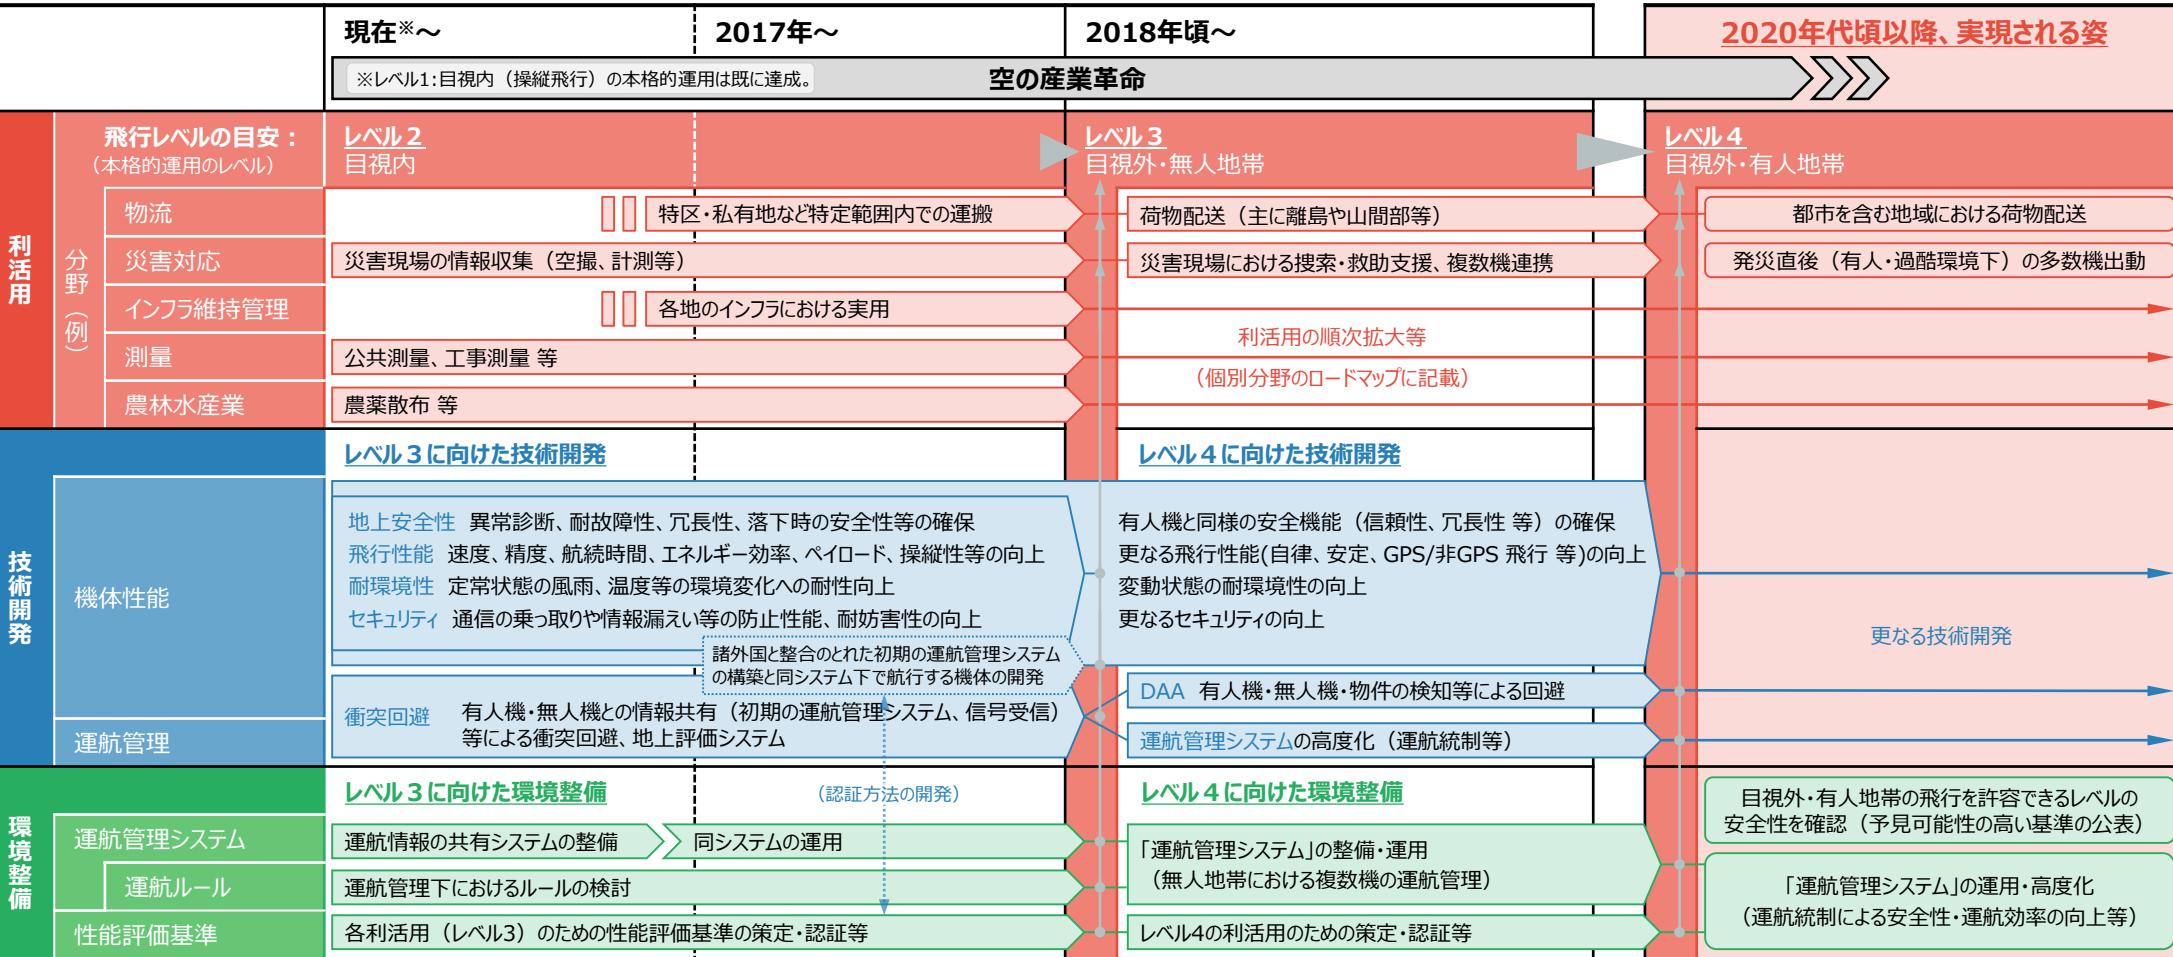 現在※～
2017年～
2018年頃～
2020年代頃以降、実現される姿
※レベル1:目視内（操縦飛行）の本格的運用は既に達成。
空の産業革命
利活用
飛行レベルの目安：
（本格的運用のレベル）
レベル２
目視内
レベル３
目視外・無人地帯
レベル４
目視外・有人地帯
分野（例）
物流
特区・私有地など特定範囲内での運搬
荷物配送（主に離島や山間部等）
都市を含む地域における荷物配送
災害対応
災害現場の情報収集（空撮、計測等）
災害現場における捜索・救助支援、複数機連携
発災直後（有人・過酷環境下）の多数機出動
インフラ維持管理
各地のインフラにおける実用
利活用の順次拡大等
測量
公共測量、工事測量 等
（個別分野のロードマップに記載）
農林水産業
農薬散布 等
技術開発
レベル３に向けた技術開発
レベル４に向けた技術開発
機体性能
地上安全性 異常診断、耐故障性、冗長性、落下時の安全性等の確保
飛行性能 速度、精度、航続時間、エネルギー効率、ペイロード、操縦性等の向上
耐環境性 定常状態の風雨、温度等の環境変化への耐性向上
セキュリティ 通信の乗っ取りや情報漏えい等の防止性能、耐妨害性の向上
有人機と同様の安全機能（信頼性、冗長性 等）の確保
更なる飛行性能(自律、安定、GPS/非GPS 飛行 等)の向上
変動状態の耐環境性の向上
更なるセキュリティの向上
更なる技術開発
諸外国と整合のとれた初期の運航管理システム
の構築と同システム下で航行する機体の開発
衝突回避 有人機・無人機との情報共有（初期の運航管理システム、信号受信）
等による衝突回避、地上評価システム
DAA 有人機・無人機・物件の検知等による回避
運航管理
運航管理システムの高度化（運航統制等）
環境整備
レベル３に向けた環境整備
（認証方法の開発）
レベル４に向けた環境整備
目視外・有人地帯の飛行を許容できるレベルの
安全性を確認（予見可能性の高い基準の公表）
運航管理システム
運航情報の共有システムの整備
同システムの運用
「運航管理システム」の整備・運用
（無人地帯における複数機の運航管理）
運航ルール
運航管理下におけるルールの検討
「運航管理システム」の運用・高度化
（運航統制による安全性・運航効率の向上等）
性能評価基準
各利活用（レベル3）のための性能評価基準の策定・認証等
レベル4の利活用のための策定・認証等